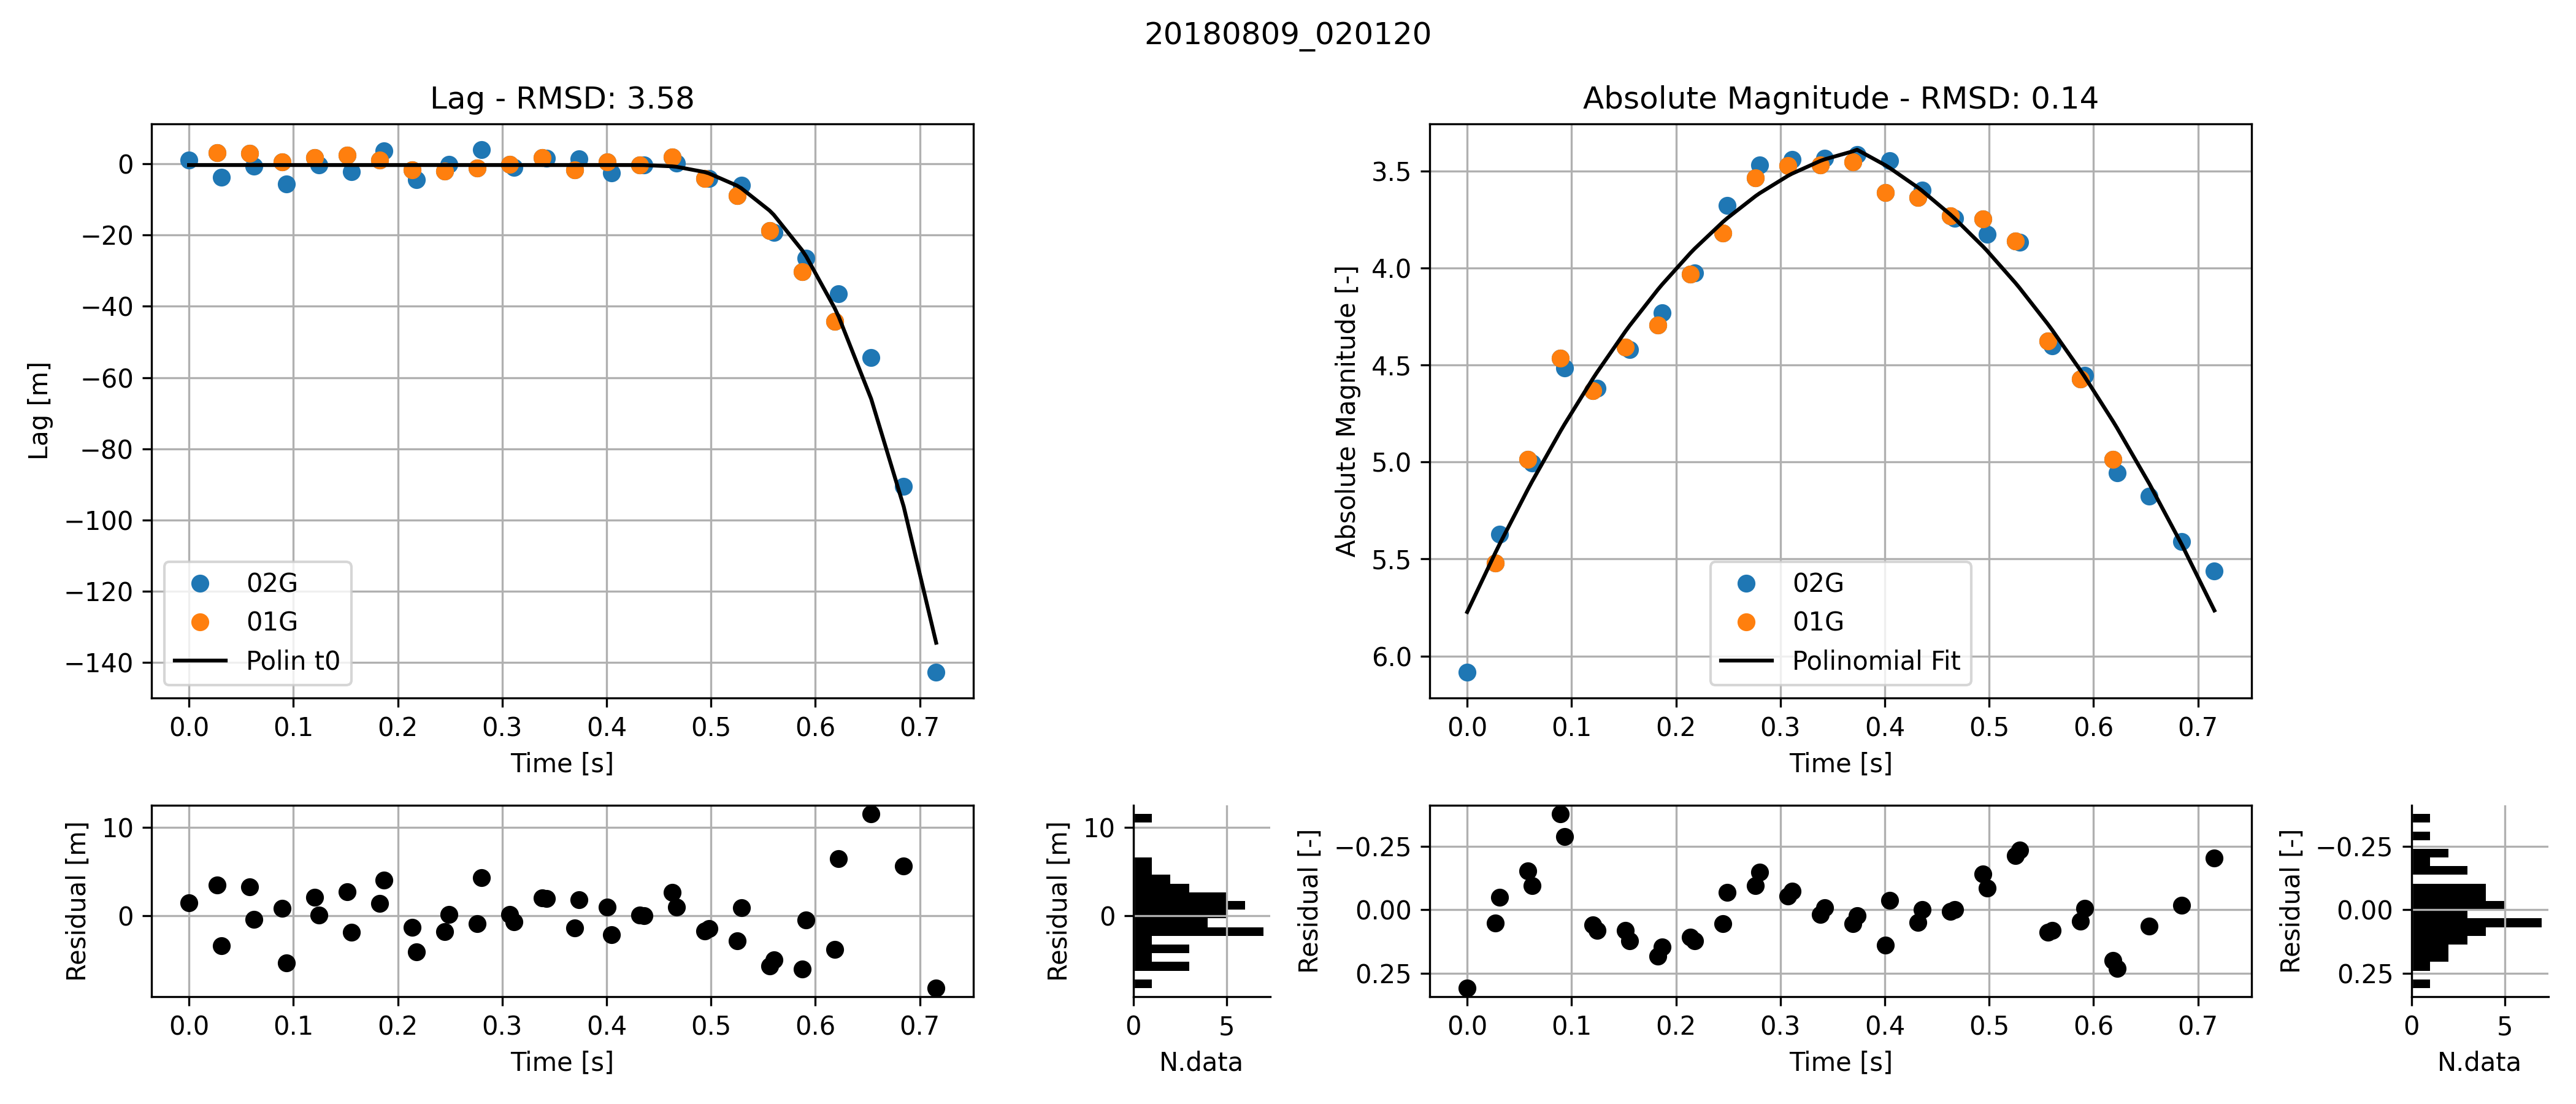 20180809_020120
Lag - RMSD: 3.58
Lag [m]
0
−20
−40
−60
−80
−100
−120
−140
02G
01G
Polin t0
0.0 0.1 0.2 0.3 0.4 0.5 0.6 0.7
Time [s]
Absolute Magnitude - RMSD: 0.14
Absolute Magnitude [-]
3.5
4.0
4.5
5.0
5.5
6.0
02G
01G
Polinomial Fit
0.0 0.1 0.2 0.3 0.4 0.5 0.6 0.7
Time [s]
Residual [m]
10
0
0.0 0.1 0.2 0.3 0.4 0.5 0.6 0.7
Time [s]
Residual [m]
10
0
0 5
N.data
Residual [-]
−0.25
0.00
0.25
0.0 0.1 0.2 0.3 0.4 0.5 0.6 0.7
Time [s]
Residual [-]
−0.25
0.00
0.25
0 5
N.data